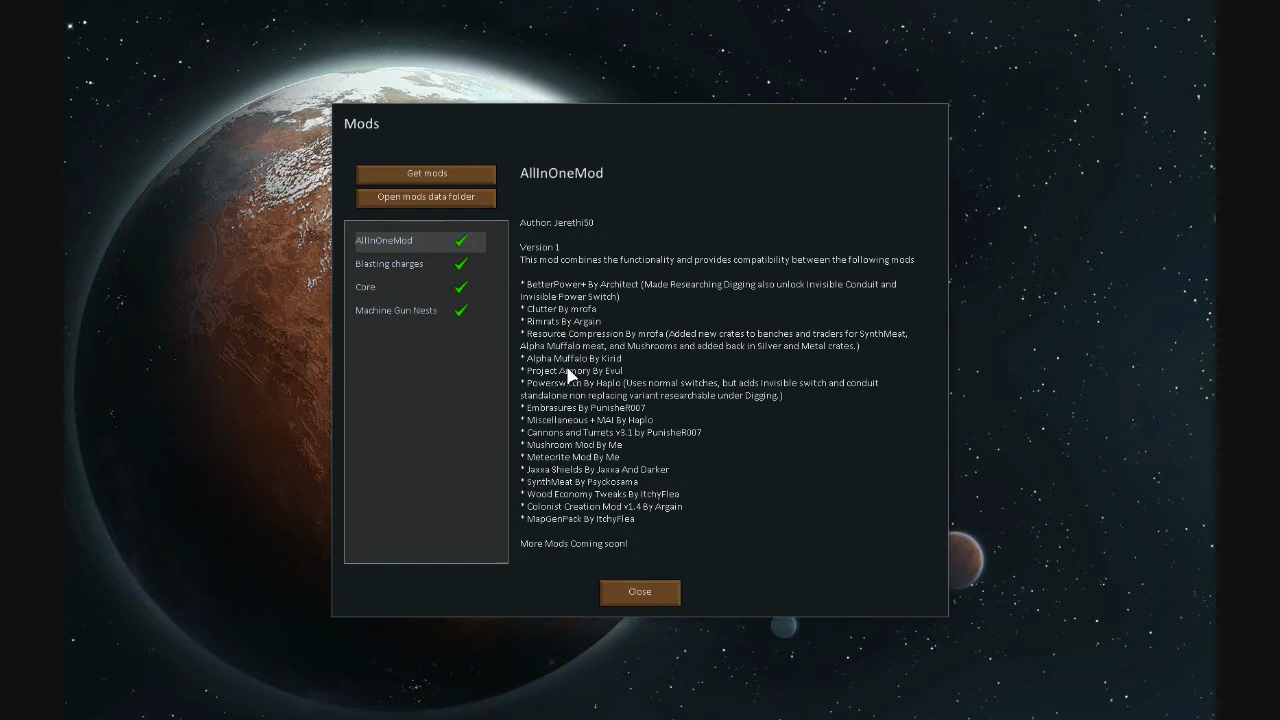 Mods
Get mods
Open mods data folder
AllInOneMod
Blasting charges
Core
Machine Gun Nests
AllInOneMod
Author: Jerethi50
Version 1
This mod combines the functionality and provides compatibility between the following mods
* BetterPower+ By Architect (Made Researching Digging also unlock Invisible Conduit and
Invisible Power Switch)
* Clutter By mrofa
* Rimrats By Argain
* Resource Compression By mrofa (Added new crates to benches and traders for SynthMeat,
Alpha Muffalo meat, and Mushrooms and added back in Silver and Metal crates.)
* Alpha Muffalo By Kirid
* Project Armory By Evul
* Powerswitch By Haplo (Uses normal switches, but adds Invisible switch and conduit
standalone non replacing variant researchable under Digging.)
* Embrasures By PunisheR007
* Miscellaneous + MAI By Haplo
* Cannons and Turrets v3.1 by PunisheR007
* Mushroom Mod By Me
* Meteorite Mod By Me
* Jaxxa Shields By Jaxxa And Darker
* SynthMeat By Psyckosama
* Wood Economy Tweaks By ItchyFlea
* Colonist Creation Mod v1.4 By Argain
* MapGenPack By ItchyFlea
More Mods Coming soon!
Close